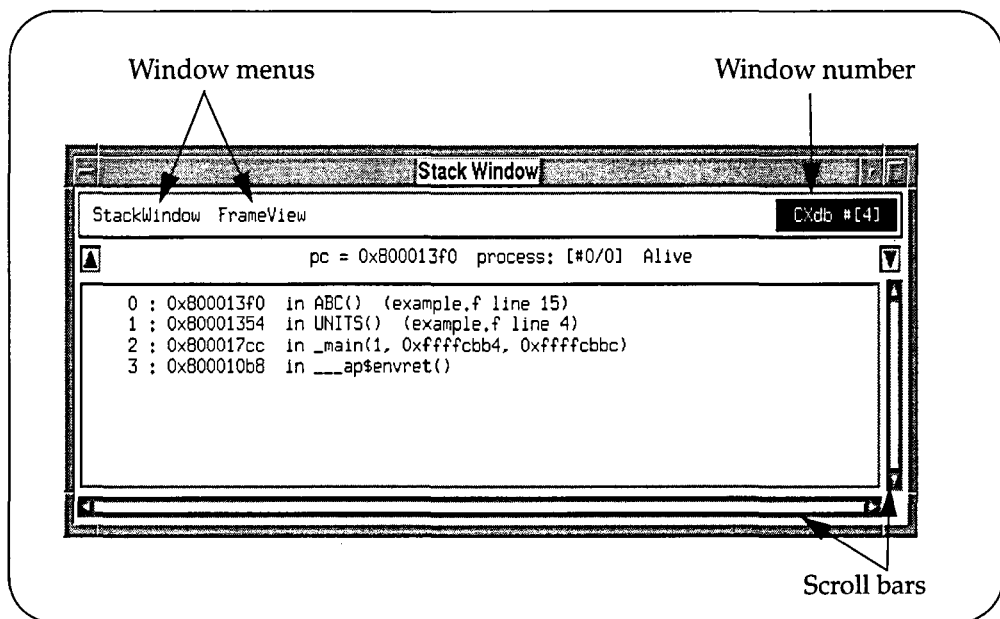 Window menus
Window number
Stack Window
StackWindow FrameView
CXdb #[4]
pc = 0x800013f0 process: [#0/0] Alive
0 : 0x800013f0 in ABC() (example.f line 15)
1 : 0x80001354 in UNITS() (example.f line 4)
2 : 0x800017cc in _main(1, 0xffffcbb4, 0xffffcbbc)
3 : 0x800010b8 in ___ap$envret()
Scroll bars